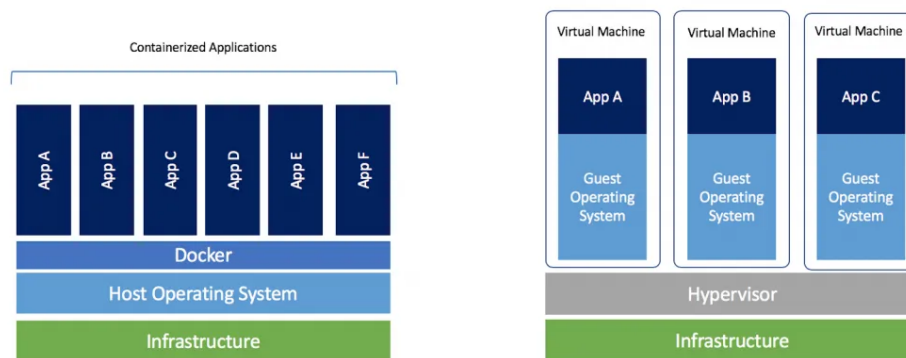 Containerized Applications
App A
App B
App C
App D
App E
App F
Docker
Host Operating System
Infrastructure
Virtual Machine
App A
Guest
Operating
System
Virtual Machine
App B
Guest
Operating
System
Virtual Machine
App C
Guest
Operating
System
Hypervisor
Infrastructure